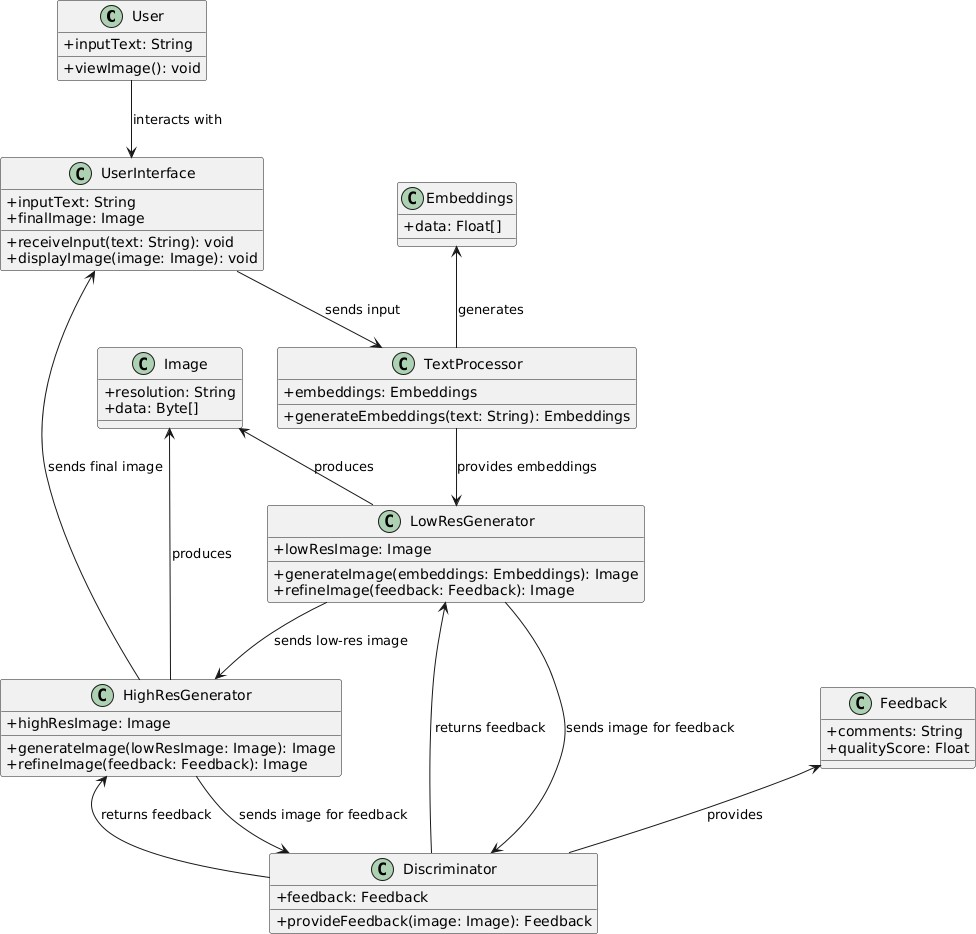 C User
+inputText: String
+viewImage(): void
interacts with
C UserInterface
+inputText: String
+finalImage: Image
+receiveInput(text: String): void
+displayImage(image: Image): void
C Embeddings
+data: Float[]
sends input
generates
C Image
+resolution: String
+data: Byte[]
C TextProcessor
+embeddings: Embeddings
+generateEmbeddings(text: String): Embeddings
sends final image
produces
provides embeddings
C LowResGenerator
+lowResImage: Image
+generateImage(embeddings: Embeddings): Image
+refineImage(feedback: Feedback): Image
produces
sends low-res image
C HighResGenerator
+highResImage: Image
+generateImage(lowResImage: Image): Image
+refineImage(feedback: Feedback): Image
returns feedback
sends image for feedback
C Feedback
+comments: String
+qualityScore: Float
returns feedback
sends image for feedback
provides
C Discriminator
+feedback: Feedback
+provideFeedback(image: Image): Feedback